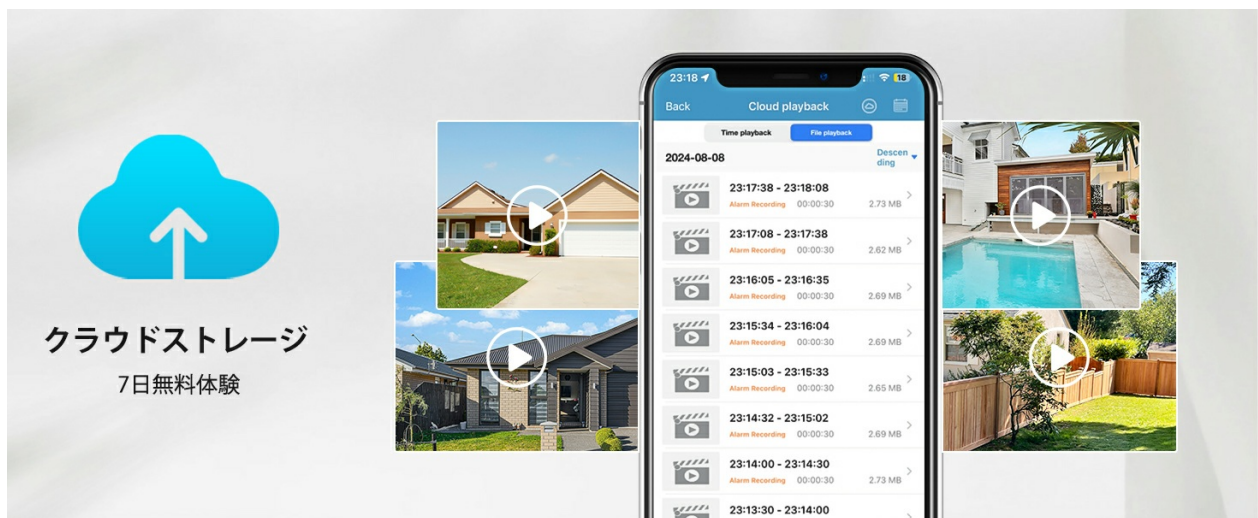 クラウドストレージ
7日無料体験
23:18
18
Back
Cloud playback
Time playback
File playback
2024-08-08
Descen
ding
23:17:38 - 23:18:08
Alarm Recording 00:00:30 2.73 MB
23:17:08 - 23:17:38
Alarm Recording 00:00:30 2.62 MB
23:16:05 - 23:16:35
Alarm Recording 00:00:30 2.69 MB
23:15:34 - 23:16:04
Alarm Recording 00:00:30 2.69 MB
23:15:03 - 23:15:33
Alarm Recording 00:00:30 2.65 MB
23:14:32 - 23:15:02
Alarm Recording 00:00:30 2.69 MB
23:14:00 - 23:14:30
Alarm Recording 00:00:30 2.73 MB
23:13:30 - 23:14:00